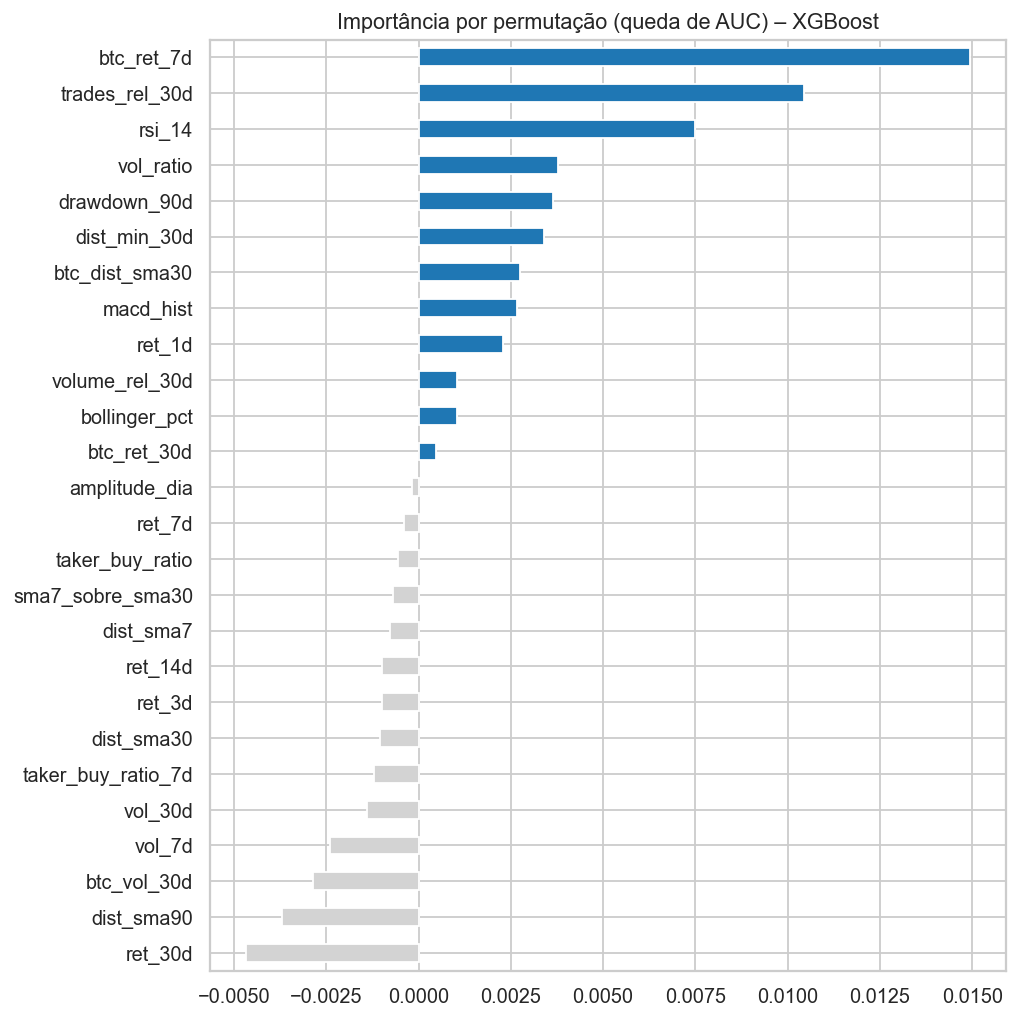 Importância por permutação (queda de AUC) – XGBoost
btc_ret_7d
trades_rel_30d
rsi_14
vol_ratio
drawdown_90d
dist_min_30d
btc_dist_sma30
macd_hist
ret_1d
volume_rel_30d
bollinger_pct
btc_ret_30d
amplitude_dia
ret_7d
taker_buy_ratio
sma7_sobre_sma30
dist_sma7
ret_14d
ret_3d
dist_sma30
taker_buy_ratio_7d
vol_30d
vol_7d
btc_vol_30d
dist_sma90
ret_30d
−0.0050 −0.0025 0.0000 0.0025 0.0050 0.0075 0.0100 0.0125 0.0150